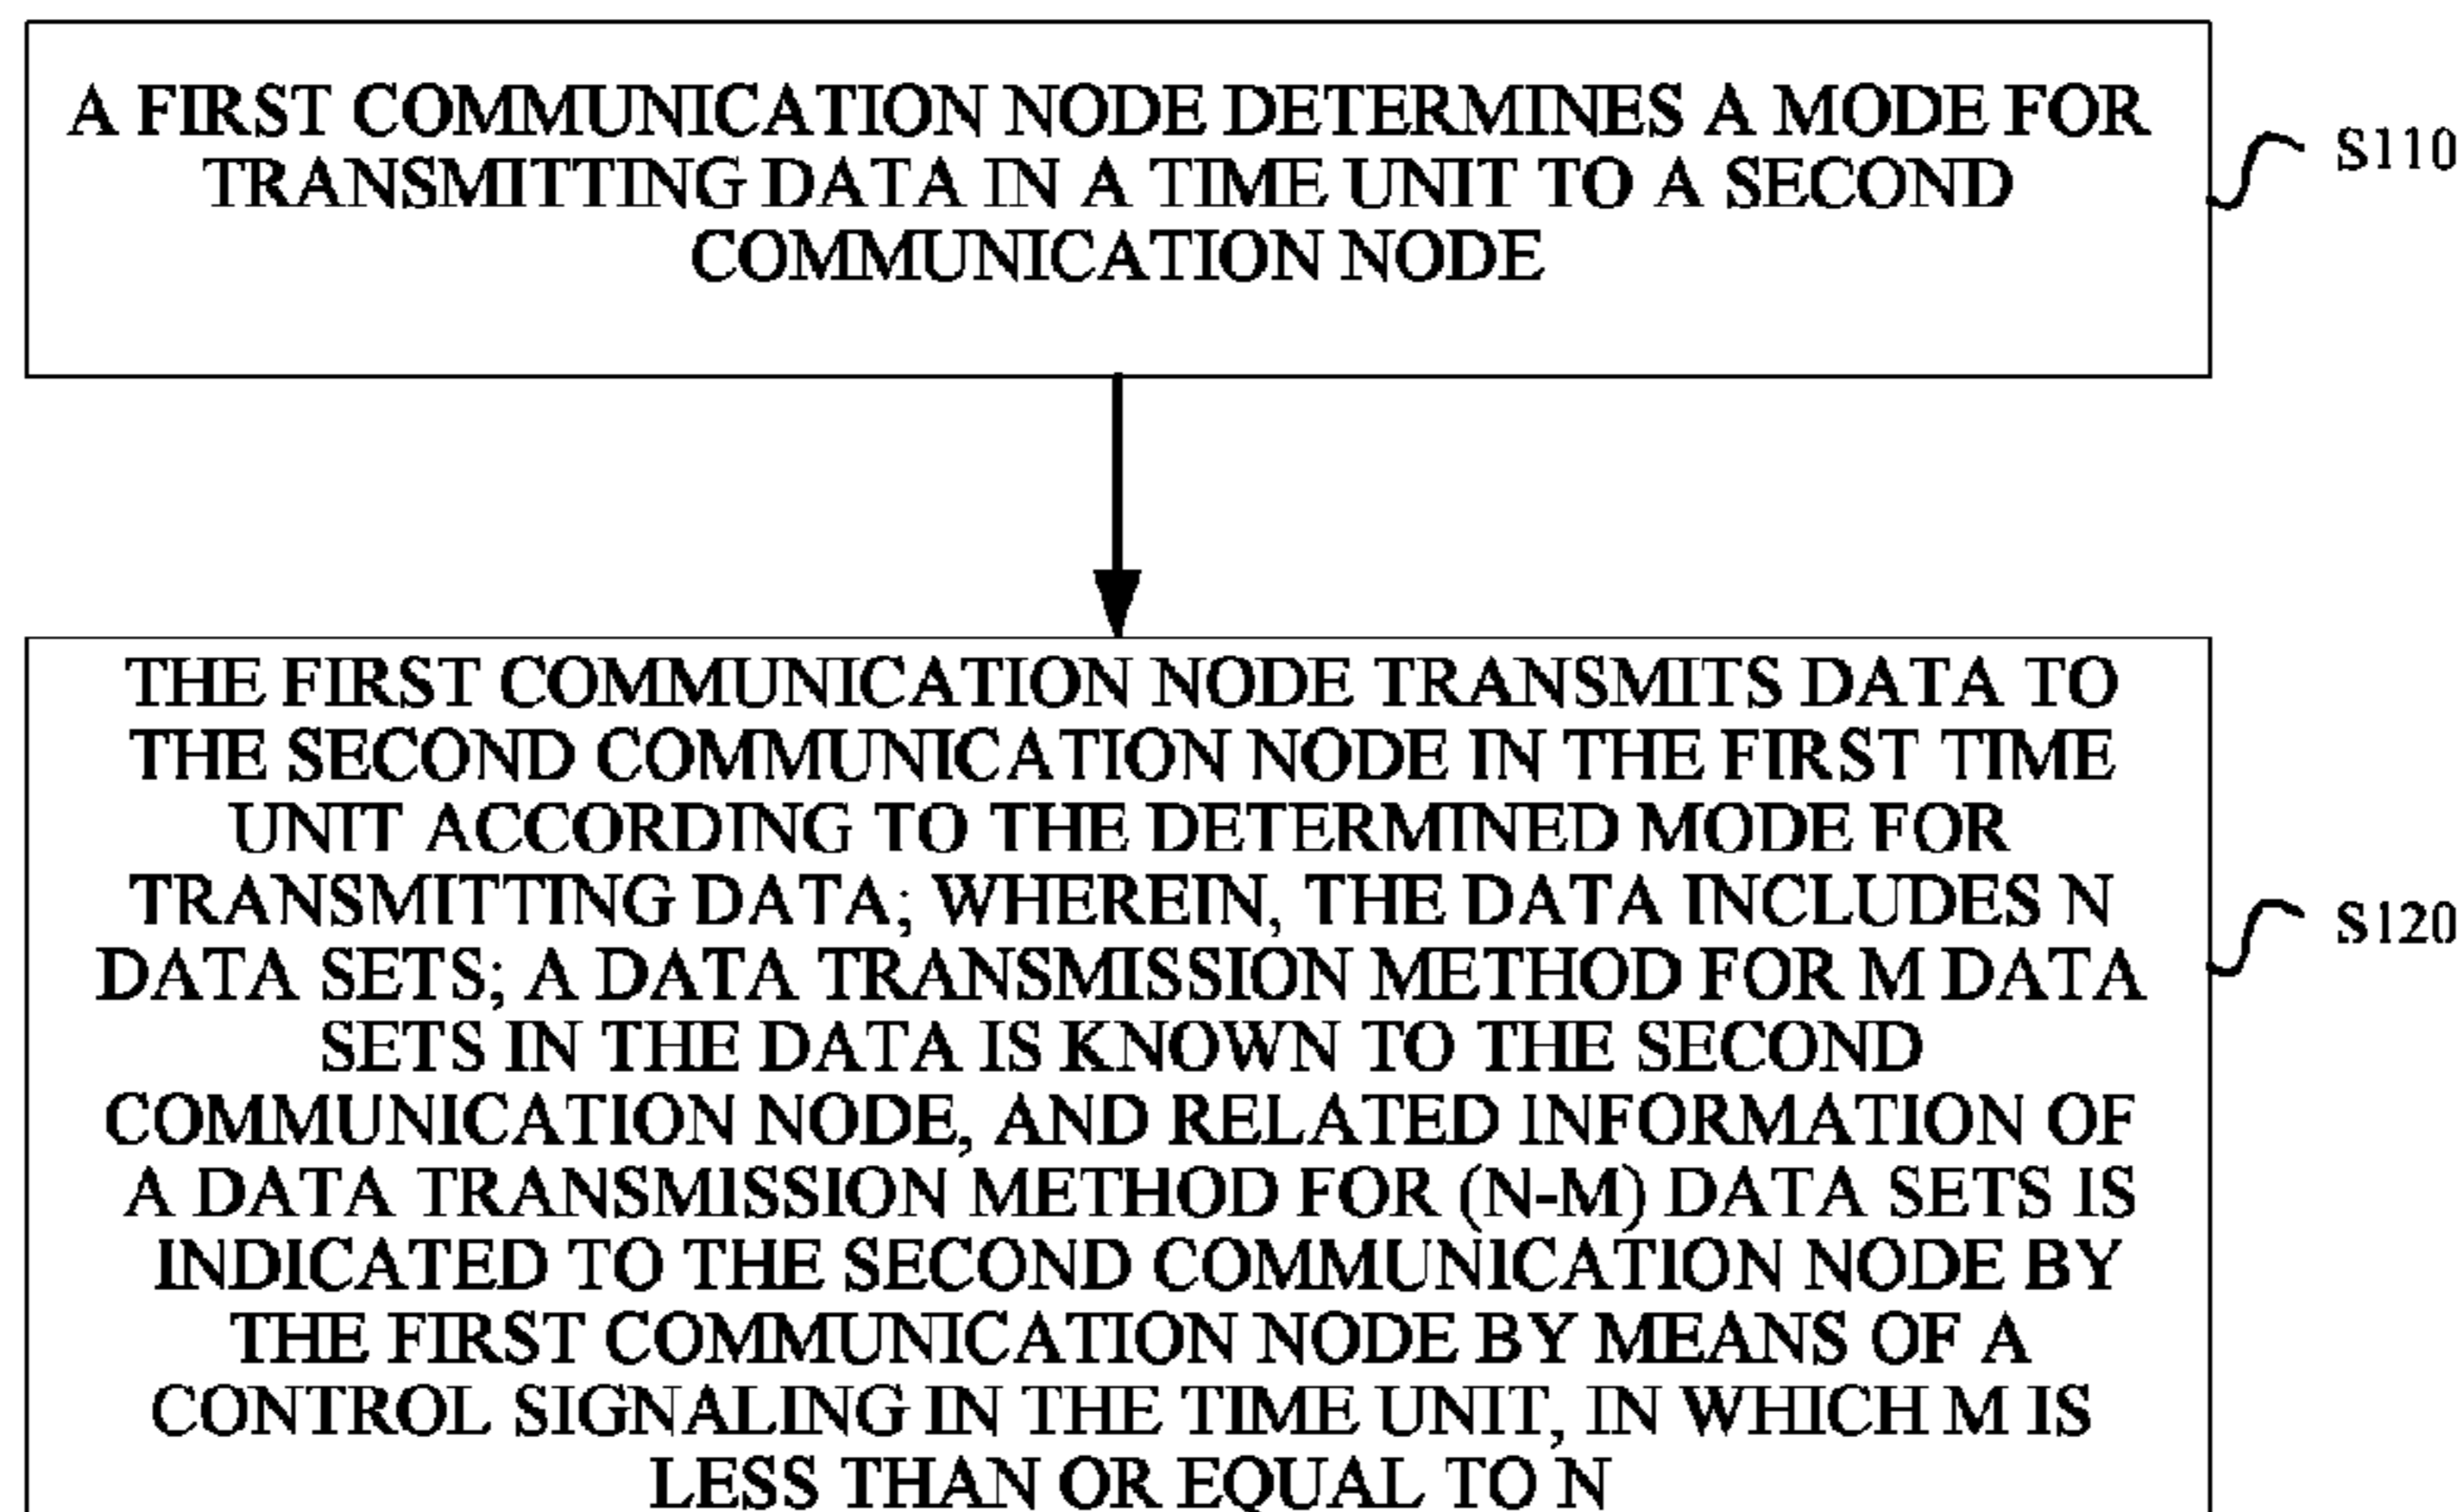 A FIRST COMMUNICATION NODE DETERMINES A MODE FOR
TRANSMITTING DATA IN A TIME UNIT TO A SECOND
COMMUNICATION NODE
S110
THE FIRST COMMUNICATION NODE TRANSMITS DATA TO
THE SECOND COMMUNICATION NODE IN THE FIRST TIME
UNIT ACCORDING TO THE DETERMINED MODE FOR
TRANSMITTING DATA; WHEREIN, THE DATA INCLUDES N
DATA SETS; A DATA TRANSMISSION METHOD FOR M DATA
SETS IN THE DATA IS KNOWN TO THE SECOND
COMMUNICATION NODE, AND RELATED INFORMATION OF
A DATA TRANSMISSION METHOD FOR (N-M) DATA SETS IS
INDICATED TO THE SECOND COMMUNICATION NODE BY
THE FIRST COMMUNICATION NODE BY MEANS OF A
CONTROL SIGNALING IN THE TIME UNIT, IN WHICH M IS
LESS THAN OR EQUAL TO N
S120